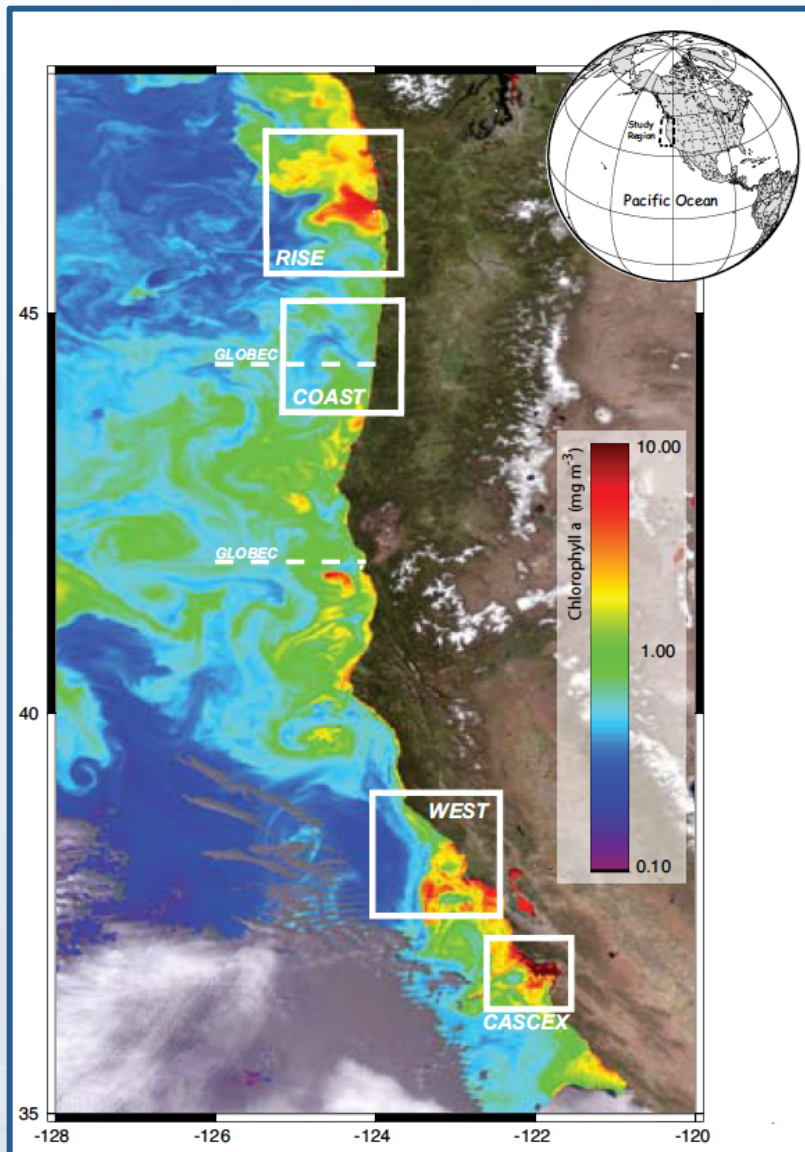 Study
Region
Pacific Ocean
RISE
45
GLOBEC
COAST
10.00
Chlorophyll a (mg m⁻³)
GLOBEC
1.00
40
WEST
0.10
CASCEX
35
-128
-126
-124
-122
-120